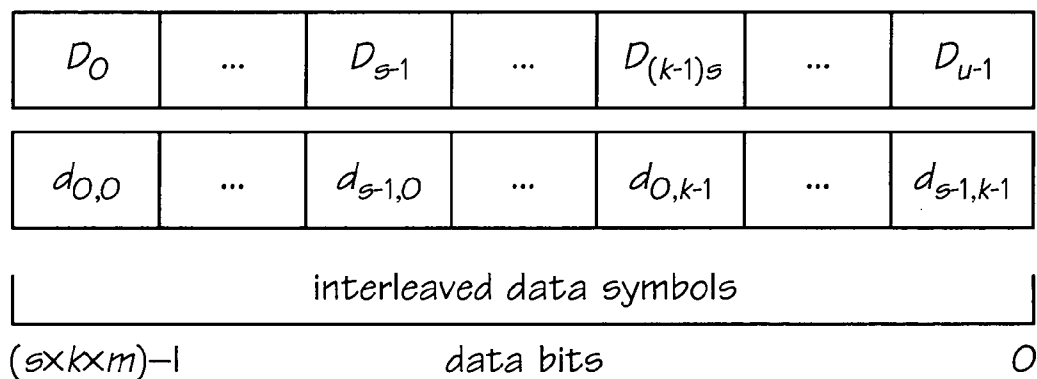 D0 ... Ds-1 ... D(k-1)s ... Du-1
d0,0 ... ds-1,0 ... d0,k-1 ... ds-1,k-1
interleaved data symbols
(s×k×m)–1 data bits 0